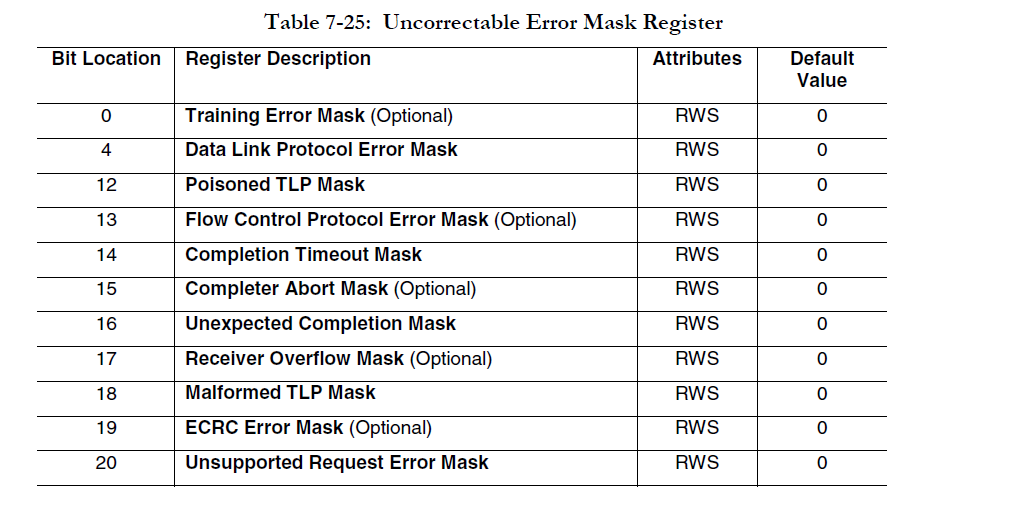 Table 7-25: Uncorrectable Error Mask Register
Bit Location Register Description Attributes Default Value
0 Training Error Mask (Optional) RWS 0
4 Data Link Protocol Error Mask RWS 0
12 Poisoned TLP Mask RWS 0
13 Flow Control Protocol Error Mask (Optional) RWS 0
14 Completion Timeout Mask RWS 0
15 Completer Abort Mask (Optional) RWS 0
16 Unexpected Completion Mask RWS 0
17 Receiver Overflow Mask (Optional) RWS 0
18 Malformed TLP Mask RWS 0
19 ECRC Error Mask (Optional) RWS 0
20 Unsupported Request Error Mask RWS 0